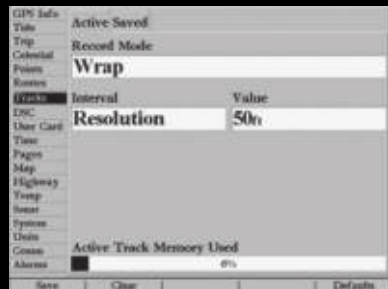 GPS Info
Tide
Trip
Celestial
Points
Routes
Tracks
DSC
User Card
Time
Pages
Map
Highway
Temp
Sonar
System
Units
Comm
Alarms
Active Saved
Record Mode
Wrap
Interval Value
Resolution 50ft
Active Track Memory Used
Save Clear Defaults